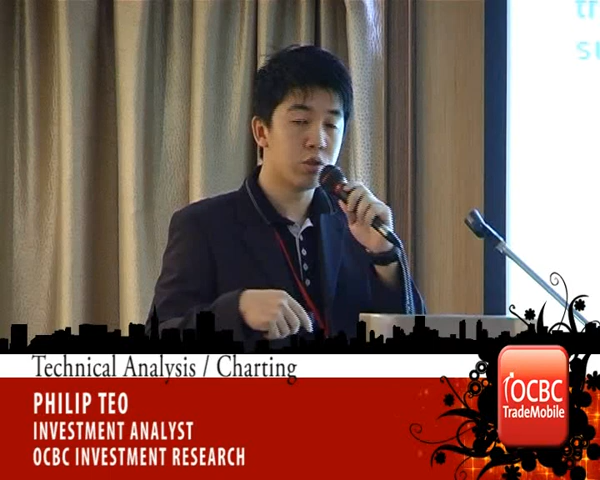 Technical Analysis / Charting
PHILIP TEO
INVESTMENT ANALYST
OCBC INVESTMENT RESEARCH
OCBC
TradeMobile